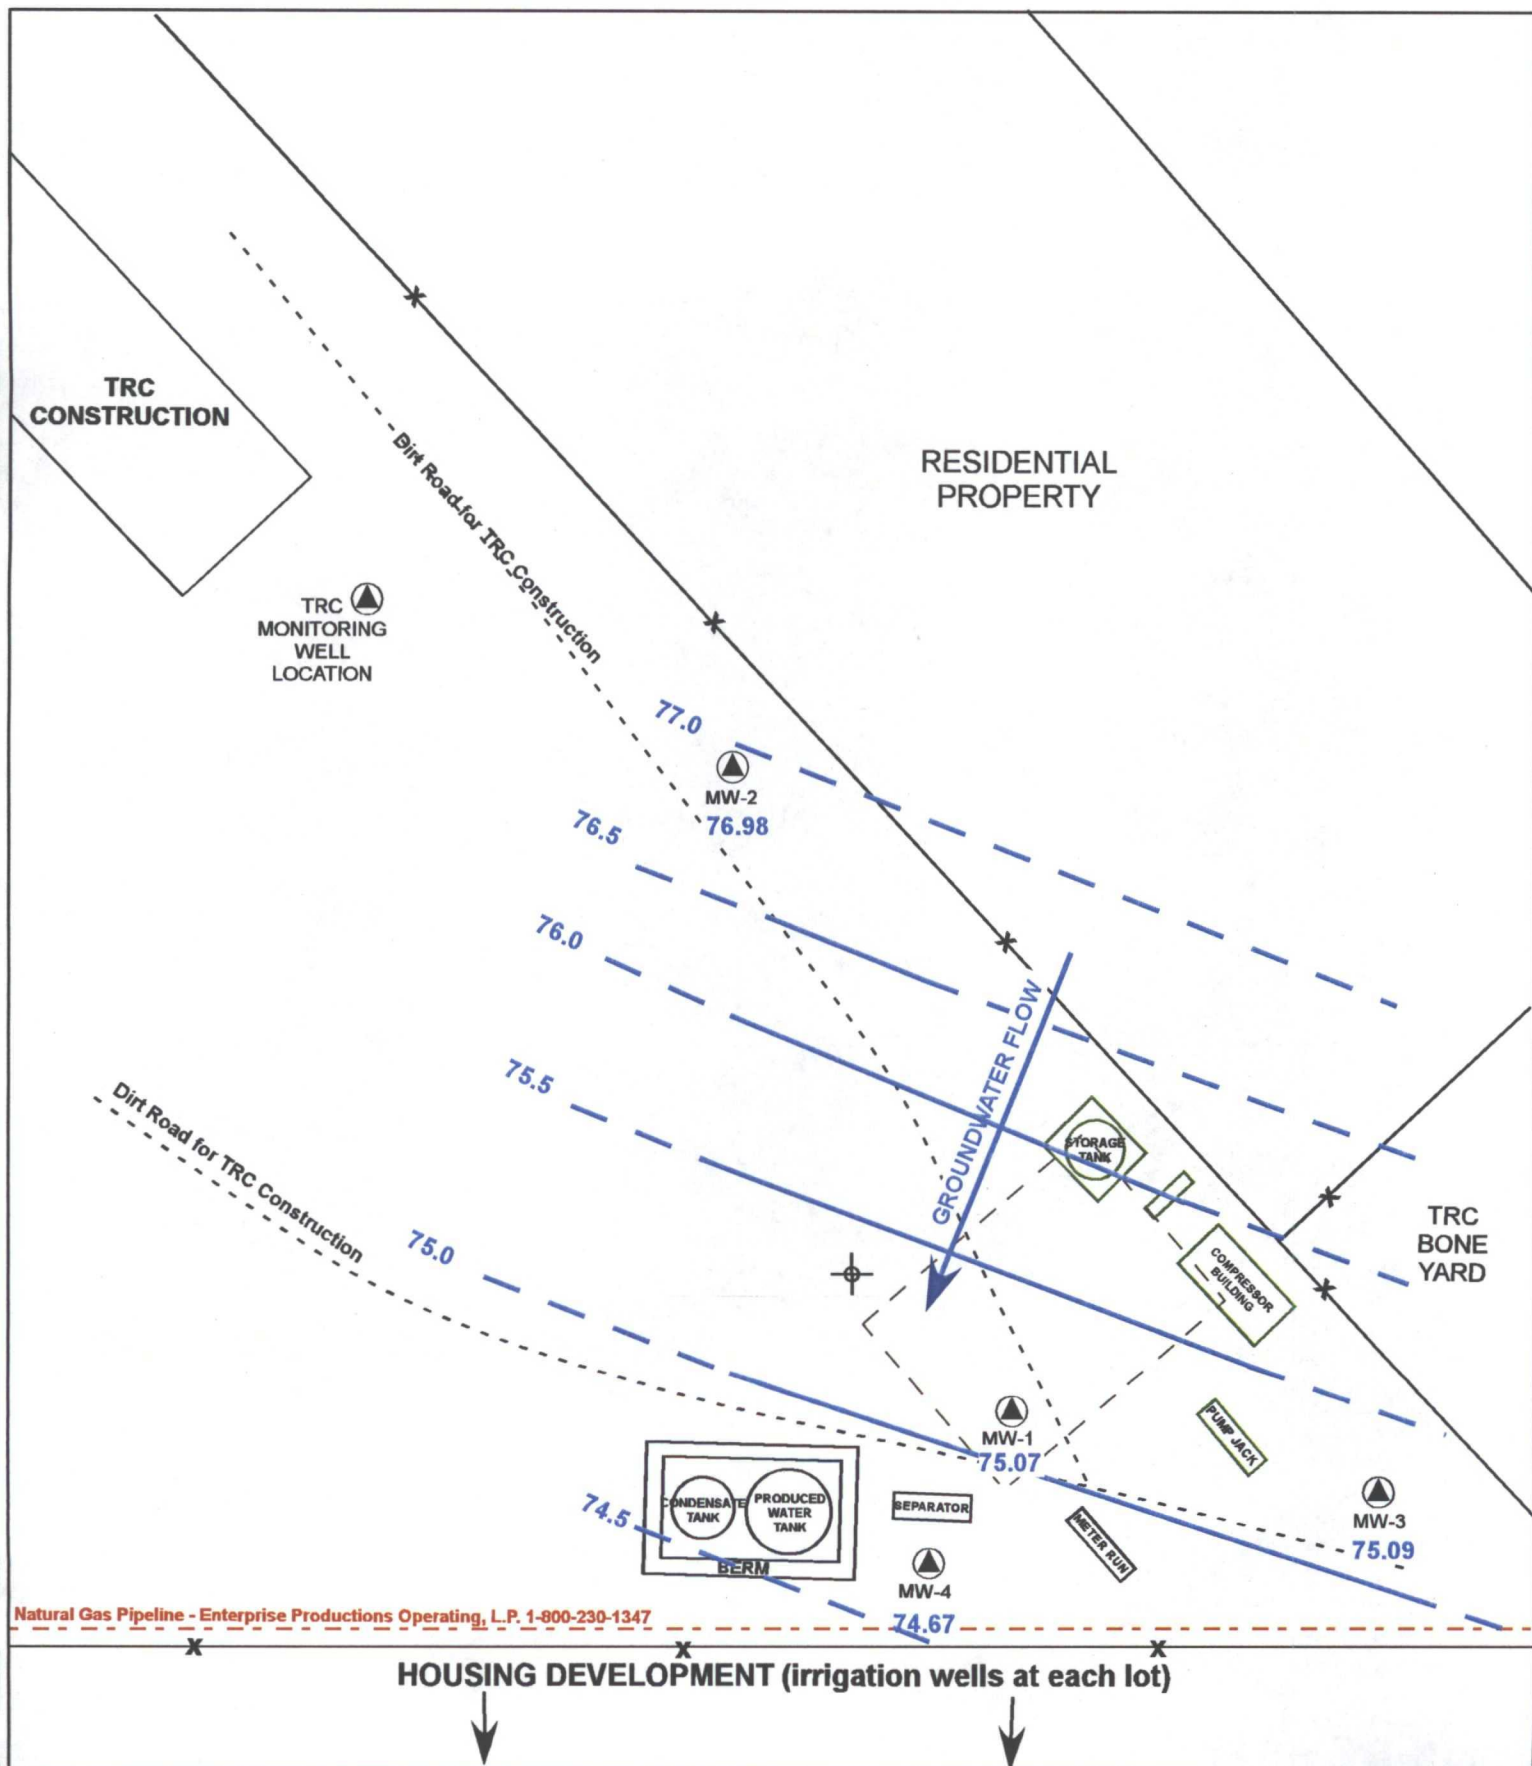 TRC
CONSTRUCTION
RESIDENTIAL
PROPERTY
Dirt Road for TRC Construction
TRC
MONITORING
WELL
LOCATION
77.0
MW-2
76.98
76.5
76.0
GROUNDWATER FLOW
75.5
STORAGE
TANK
Dirt Road for TRC Construction
75.0
COMPRESSOR
BUILDING
TRC
BONE
YARD
MW-1
75.07
PUMP JACK
CONDENSATE
TANK
PRODUCED
WATER
TANK
SEPARATOR
74.5
BERM
METER RUN
MW-3
75.09
MW-4
74.67
Natural Gas Pipeline - Enterprise Productions Operating, L.P. 1-800-230-1347
HOUSING DEVELOPMENT (irrigation wells at each lot)